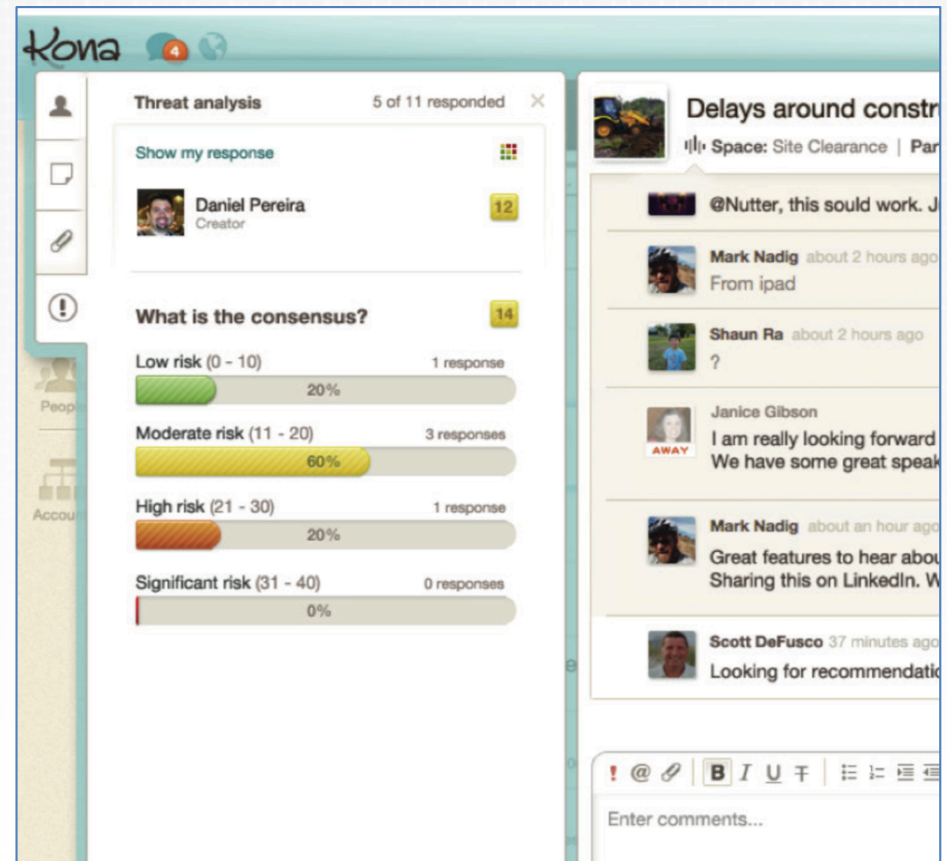 Kona
4
Threat analysis 5 of 11 responded ×
Show my response
Daniel Pereira 12
Creator
What is the consensus? 14
Low risk (0 - 10) 1 response
20%
Moderate risk (11 - 20) 3 responses
60%
High risk (21 - 30) 1 response
20%
Significant risk (31 - 40) 0 responses
0%
Delays around constr
Space: Site Clearance | Par
@Nutter, this sould work. J
Mark Nadig about 2 hours ago
From ipad
Shaun Ra about 2 hours ago
?
Janice Gibson
AWAY
I am really looking forward
We have some great speak
Mark Nadig about an hour ago
Great features to hear abou
Sharing this on LinkedIn. W
Scott DeFusco 37 minutes ago
Looking for recommendatio
! @ B I U T
Enter comments...
Peop
Accou